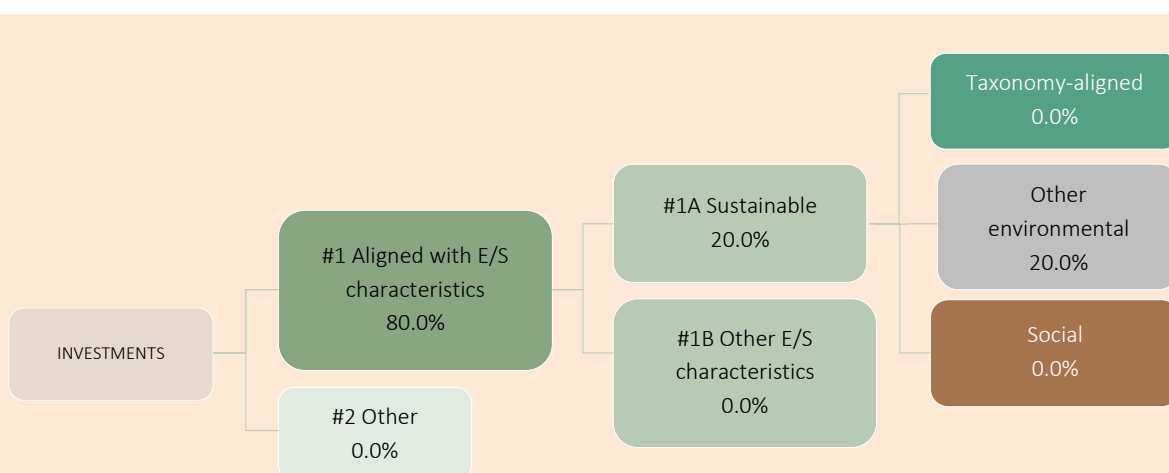 INVESTMENTS
#1 Aligned with E/S
characteristics
80.0%
#2 Other
0.0%
#1A Sustainable
20.0%
#1B Other E/S
characteristics
0.0%
Taxonomy-aligned
0.0%
Other
environmental
20.0%
Social
0.0%